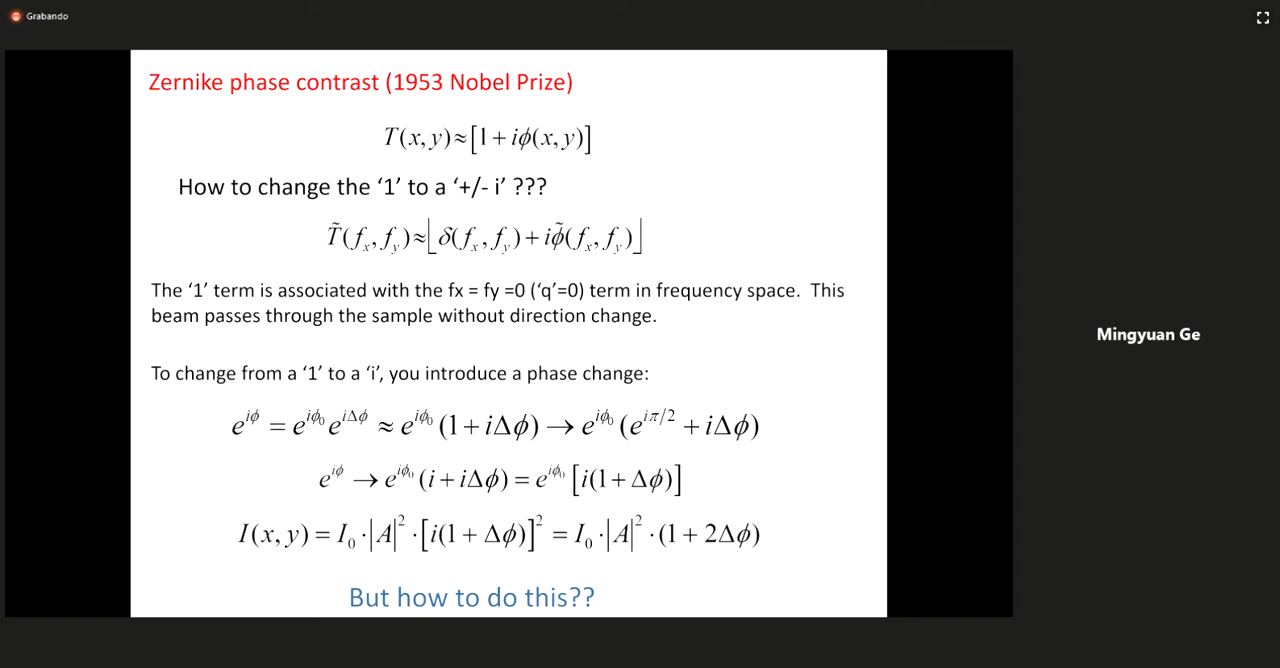 Grabando
Zernike phase contrast (1953 Nobel Prize)
T(x, y)≈[1 + iϕ(x, y)]
How to change the ‘1’ to a ‘+/- i’ ???
T̃(fₓ, f_y)≈⌊δ(fₓ, f_y) + iϕ̃(fₓ, f_y)⌋
The ‘1’ term is associated with the fx = fy =0 (‘q’=0) term in frequency space.  This
beam passes through the sample without direction change.
Mingyuan Ge
To change from a ‘1’ to a ‘i’, you introduce a phase change:
e^{iϕ} = e^{iϕ₀}e^{iΔϕ} ≈ e^{iϕ₀}(1 + iΔϕ) → e^{iϕ₀}(e^{iπ/2} + iΔϕ)
e^{iϕ} → e^{iϕ₀}(i + iΔϕ) = e^{iϕ₀}[i(1 + Δϕ)]
I(x, y) = I₀·|A|²·[i(1 + Δϕ)]² = I₀·|A|²·(1 + 2Δϕ)
But how to do this??